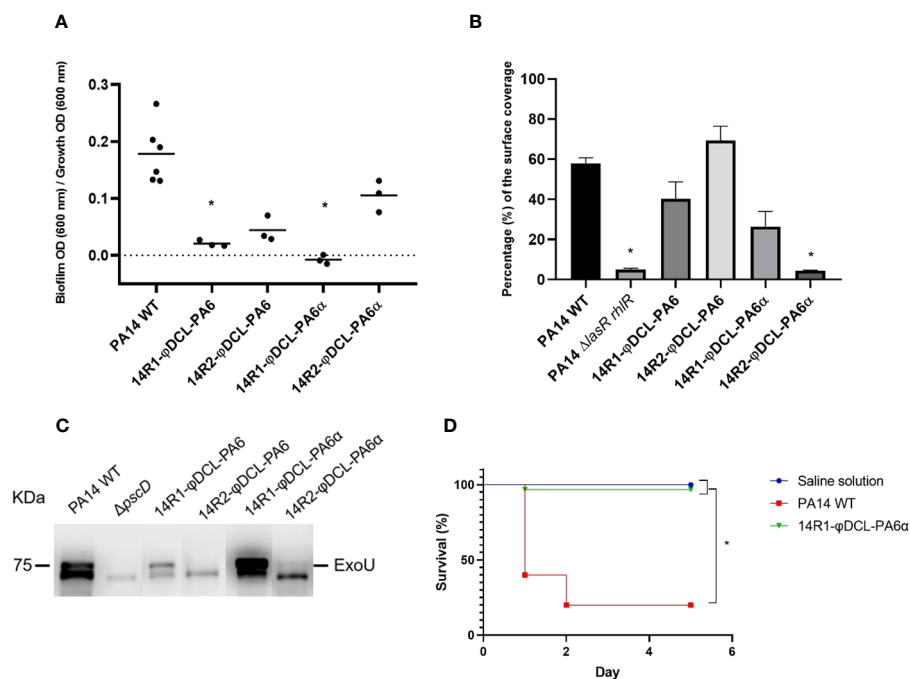 A
Biofilm OD (600 nm) / Growth OD (600 nm)
0.3
0.2
0.1
0.0
*
*
PA14 WT
14R1-φDCL-PA6
14R2-φDCL-PA6
14R1-φDCL-PA6α
14R2-φDCL-PA6α
B
Percentage (%) of the surface coverage
100
80
60
40
20
0
*
*
PA14 WT
PA14 ΔlasR rhlR
14R1-φDCL-PA6
14R2-φDCL-PA6
14R1-φDCL-PA6α
14R2-φDCL-PA6α
C
KDa
PA14 WT
ΔpscD
14R1-φDCL-PA6
14R2-φDCL-PA6
14R1-φDCL-PA6α
14R2-φDCL-PA6α
75
ExoU
D
Survival (%)
100
50
0
0
2
4
6
Day
*
Saline solution
PA14 WT
14R1-φDCL-PA6α